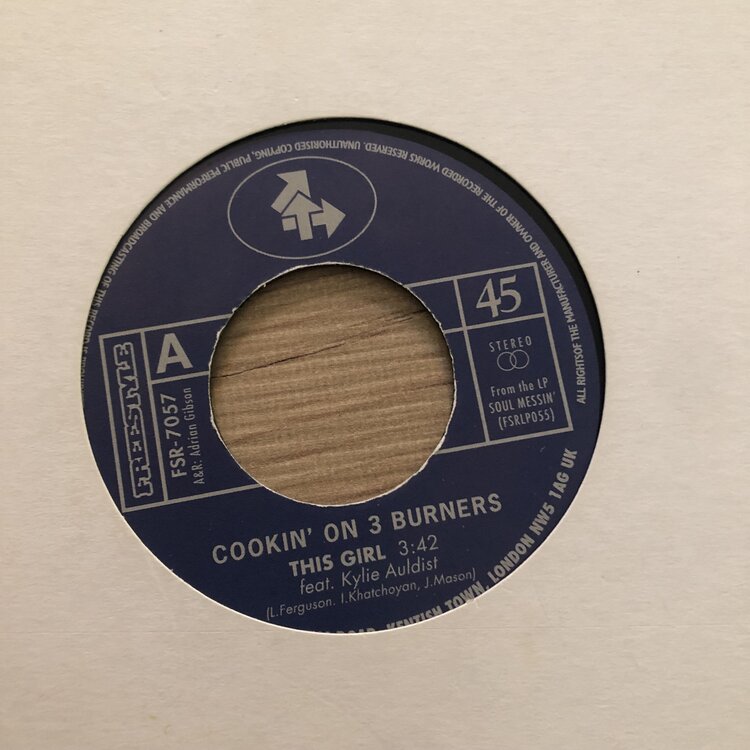 ALL RIGHTS OF THE MANUFACTURER AND OWNER OF THE RECORDED WORKS RESERVED. UNAUTHORISED COPYING, PUBLIC PERFORMANCE AND BROADCASTING OF THIS RECORD
FREESTYLE
A
FSR-7057
A&R: Adrian Gibson
45
STEREO
From the LP
SOUL MESSIN'
(FSRLP055)
COOKIN' ON 3 BURNERS
THIS GIRL 3:42
feat. Kylie Auldist
(L.Ferguson. I.Khatchoyan, J.Mason)
ROAD, KENTISH TOWN, LONDON NW5 1AG UK